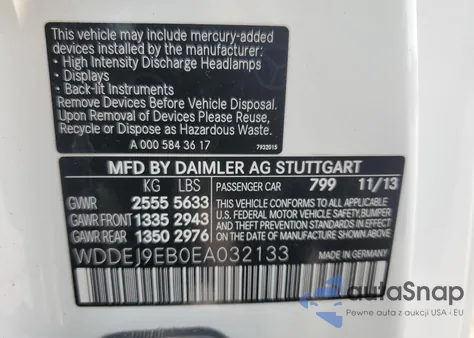 This vehicle may include mercury-added
devices installed by the manufacturer:
• High Intensity Discharge Headlamps
• Displays
• Back-lit Instruments
Remove Devices Before Vehicle Disposal.
Upon Removal of Devices Please Reuse,
Recycle or Dispose as Hazardous Waste.
A 000 584 36 17
7932015
MFD BY DAIMLER AG STUTTGART
KG LBS PASSENGER CAR 799 11/13
GVWR 2555 5633
GAWR FRONT 1335 2943
GAWR REAR 1350 2976
THIS VEHICLE CONFORMS TO ALL APPLICABLE
U.S. FEDERAL MOTOR VEHICLE SAFETY, BUMPER
AND THEFT PREVENTION STANDARDS IN EFFECT
ON THE DATE OF MANUFACTURE SHOWN ABOVE.
WDDEJ9EB0EA032133
autaSnap
Pewne auta z aukcji USA - EU